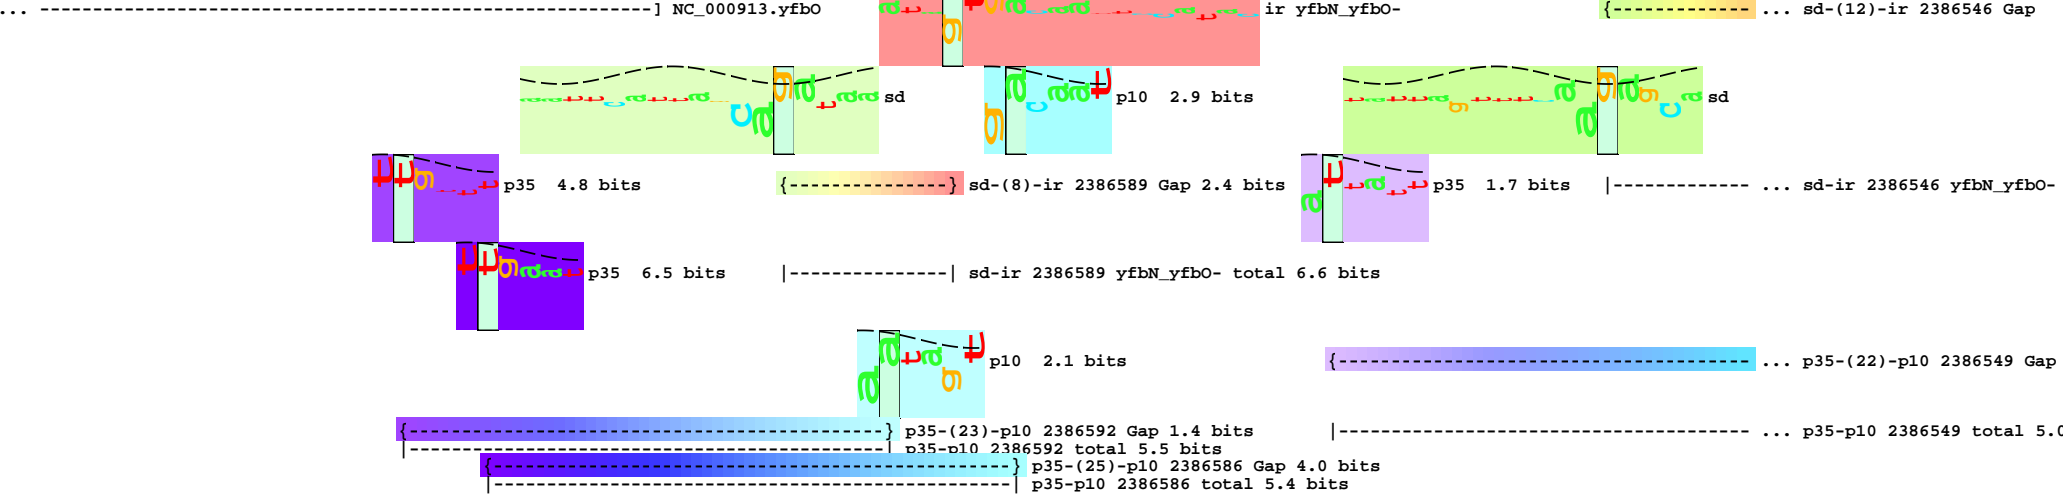 ... ----------------------------------------------------------] NC_000913.yfbO ir yfbN_yfbO- {------------- ... sd-(12)-ir 2386546 Gap
sd p10 2.9 bits sd
p35 4.8 bits {---------------} sd-(8)-ir 2386589 Gap 2.4 bits p35 1.7 bits |------------- ... sd-ir 2386546 yfbN_yfbO-
p35 6.5 bits |---------------| sd-ir 2386589 yfbN_yfbO- total 6.6 bits
p10 2.1 bits {--------------------------------------- ... p35-(22)-p10 2386549 Gap
{---------------------------------------------} p35-(23)-p10 2386592 Gap 1.4 bits |--------------------------------------- ... p35-p10 2386549 total 5.0
|---------------------------------------------| p35-p10 2386592 total 5.5 bits
{-------------------------------------------------} p35-(25)-p10 2386586 Gap 4.0 bits
|-------------------------------------------------| p35-p10 2386586 total 5.4 bits